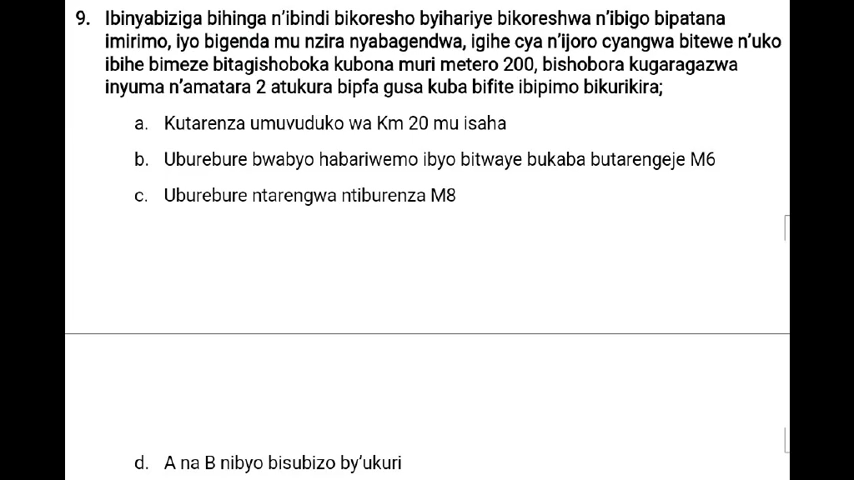 9. Ibinyabiziga bihinga n’ibindi bikoresho byihariye bikoreshwa n’ibigo bipatana
imirimo, iyo bigenda mu nzira nyabagendwa, igihe cya n’ijoro cyangwa bitewe n’uko
ibihe bimeze bitagishoboka kubona muri metero 200, bishobora kugaragazwa
inyuma n’amatara 2 atukura bipfa gusa kuba bifite ibipimo bikurikira;
a. Kutarenza umuvuduko wa Km 20 mu isaha
b. Uburebure bwabyo habariwemo ibyo bitwaye bukaba butarengeje M6
c. Uburebure ntarengwa ntiburenza M8
d. A na B nibyo bisubizo by’ukuri